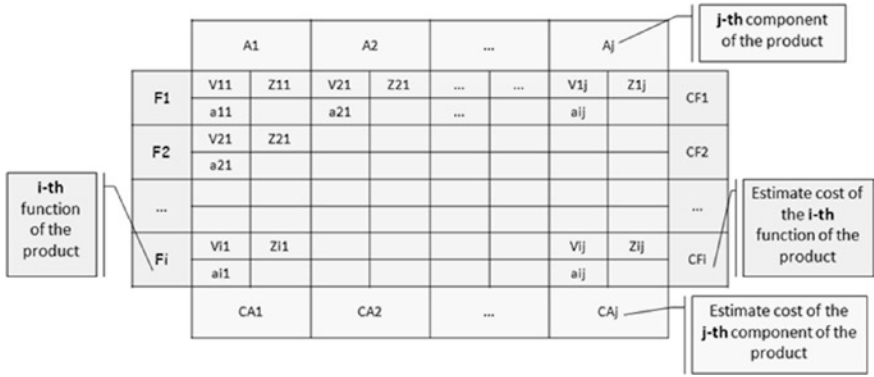 j-th component
of the product
A1 A2 ... Aj
F1 V11 Z11 V21 Z21 ... ... V1j Z1j CF1
a11 a21 ... aij
F2 V21 Z21 CF2
a21
i-th
function
of the
product
... ...
Estimate cost of
the i-th
function of the
product
Fi Vi1 Zi1 Vij Zij CFi
ai1 aij
CA1 CA2 ... CAj
Estimate cost of the
j-th component of the
product